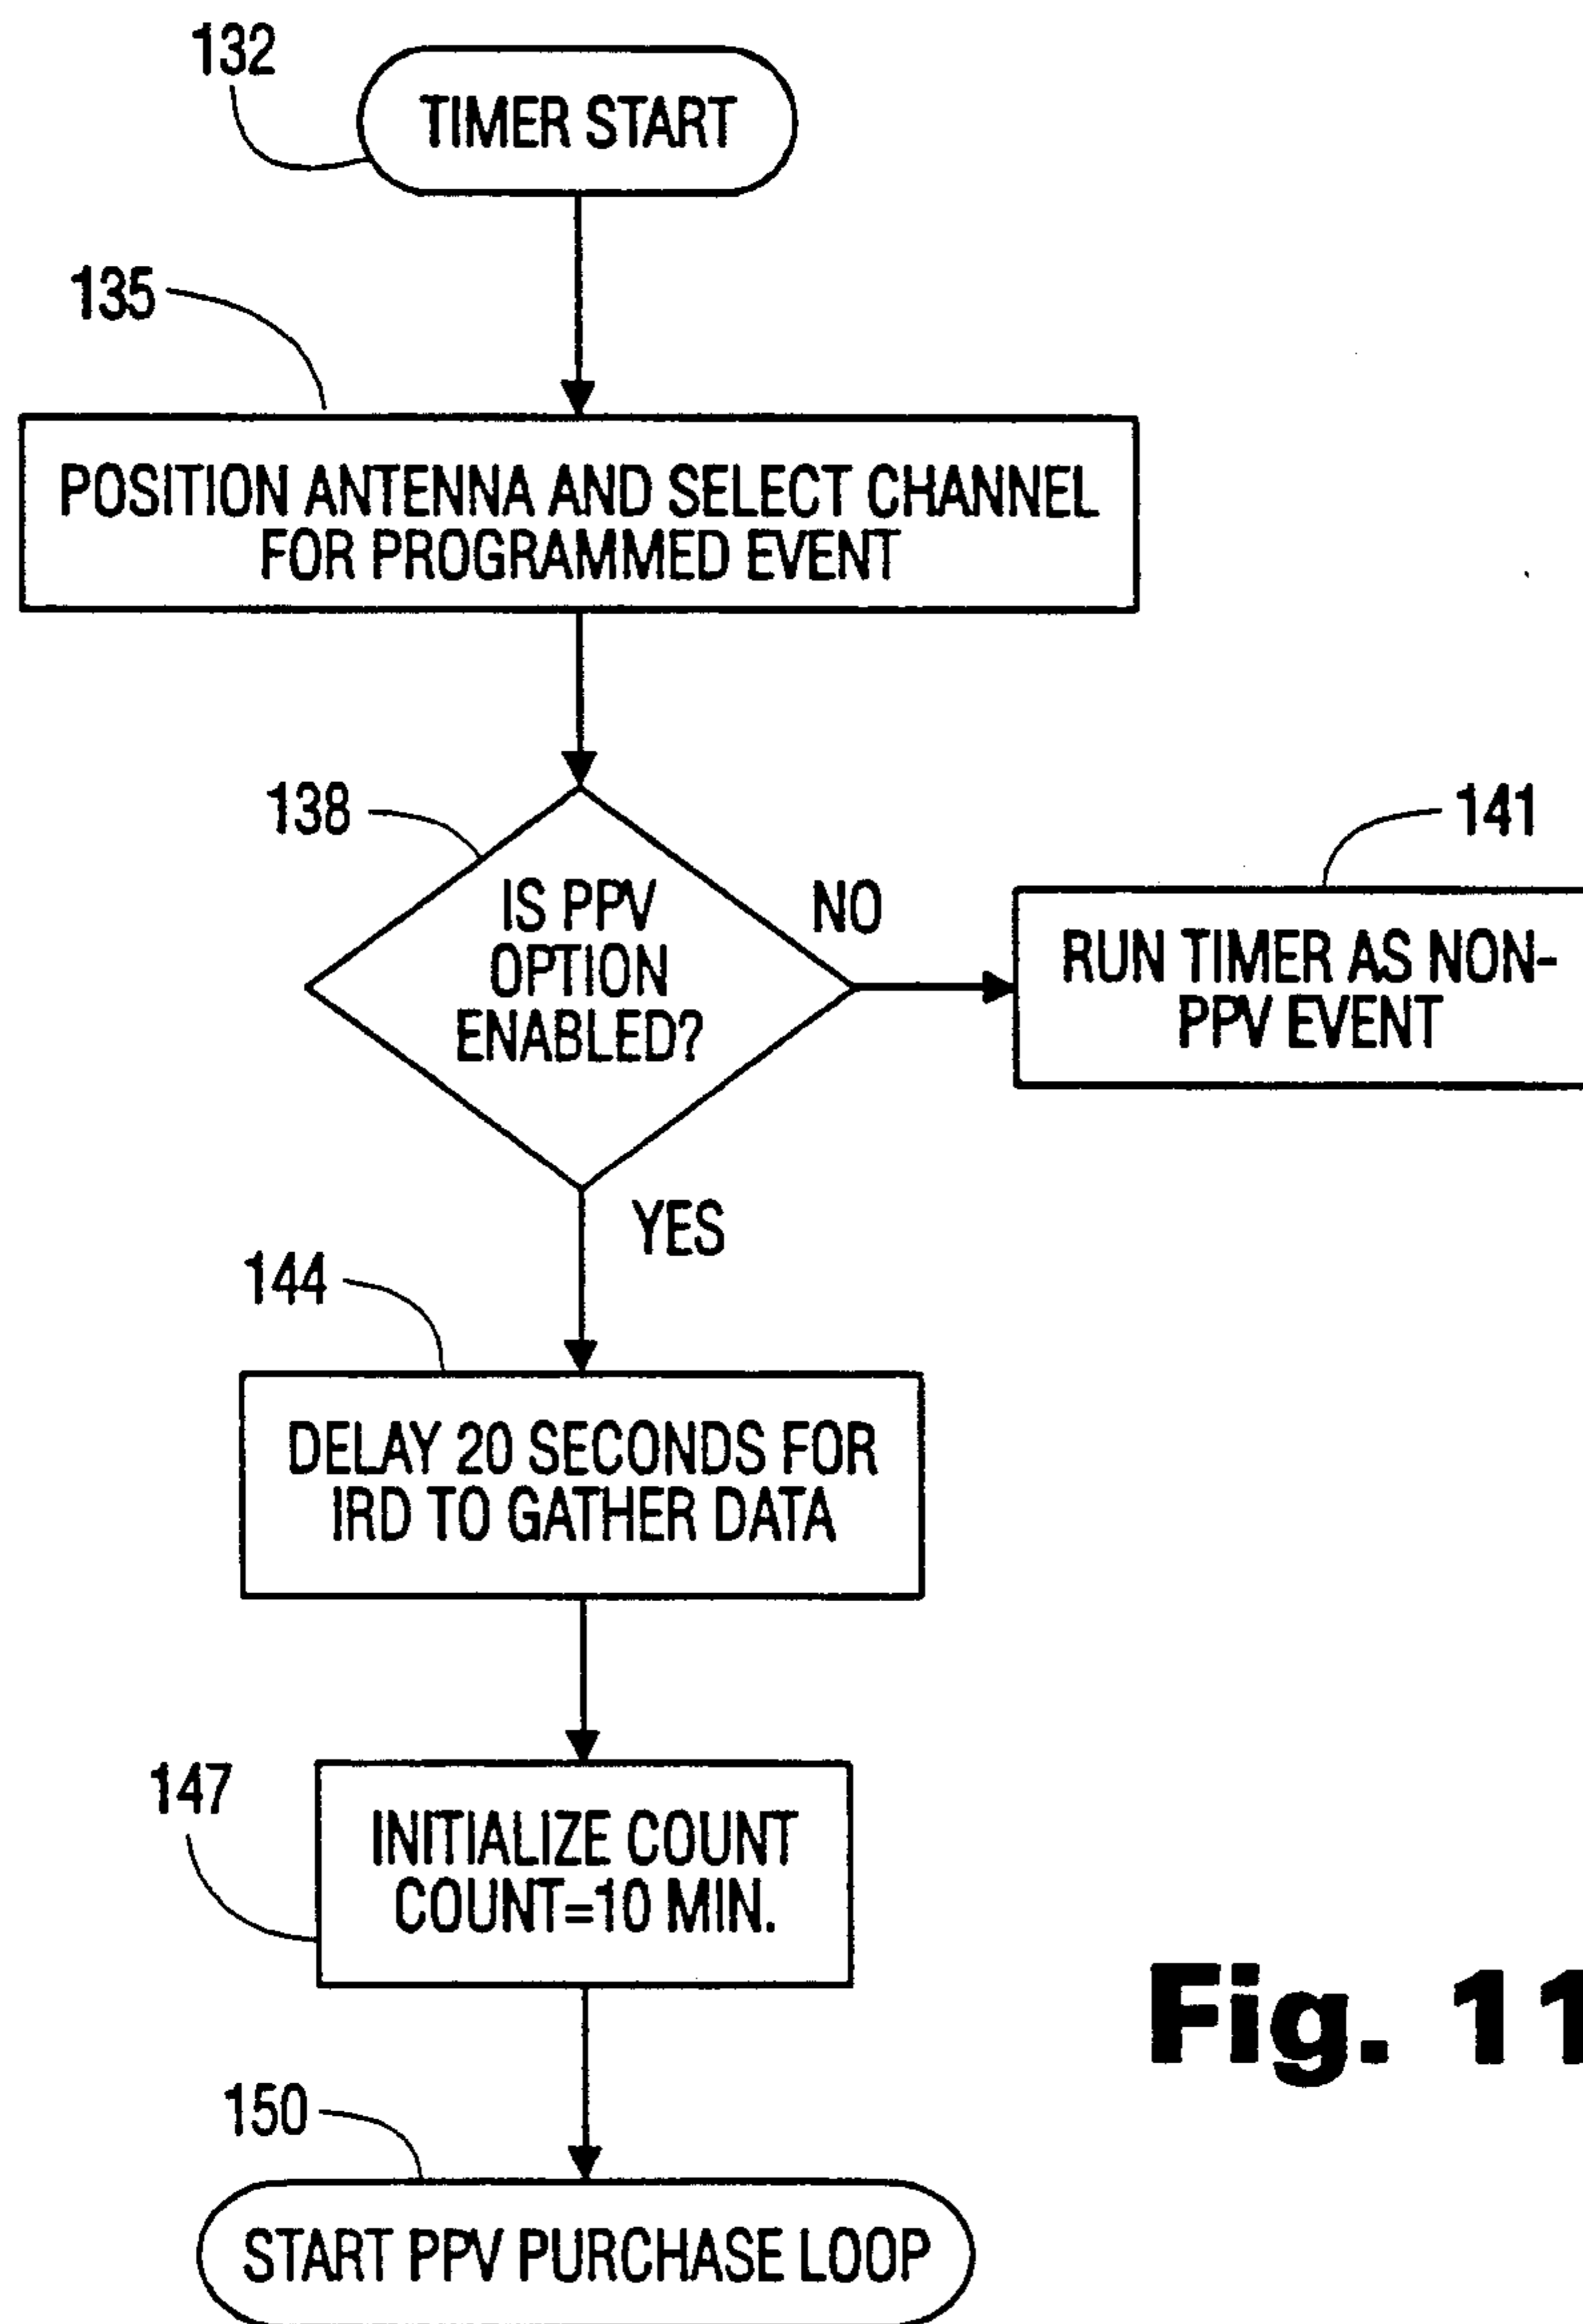 132
TIMER START
135
POSITION ANTENNA AND SELECT CHANNEL
FOR PROGRAMMED EVENT
138
IS PPV
OPTION
ENABLED?
NO
141
RUN TIMER AS NON-
PPV EVENT
YES
144
DELAY 20 SECONDS FOR
IRD TO GATHER DATA
147
INITIALIZE COUNT
COUNT=10 MIN.
Fig. 11
150
START PPV PURCHASE LOOP